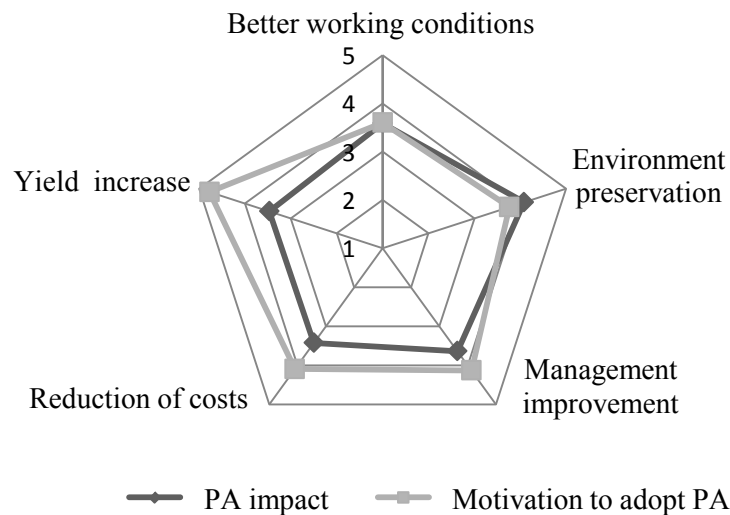 Better working conditions
5
4
3
2
1
Environment
preservation
Yield increase
Management
improvement
Reduction of costs
PA impact
Motivation to adopt PA